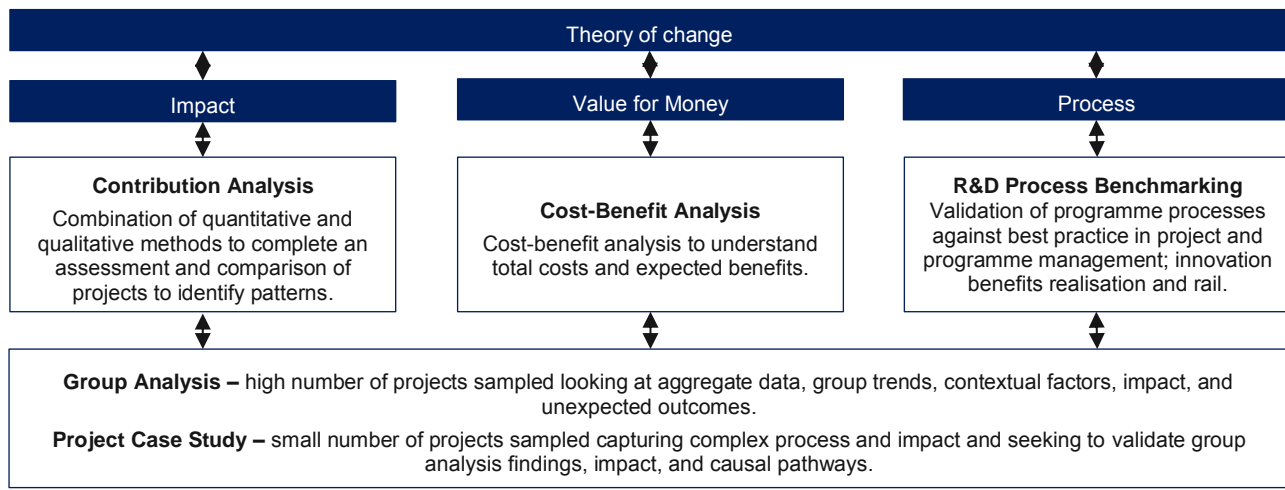 Theory of change
Impact
Value for Money
Process
Contribution Analysis
Combination of quantitative and
qualitative methods to complete an
assessment and comparison of
projects to identify patterns.
Cost-Benefit Analysis
Cost-benefit analysis to understand
total costs and expected benefits.
R&D Process Benchmarking
Validation of programme processes
against best practice in project and
programme management; innovation
benefits realisation and rail.
Group Analysis – high number of projects sampled looking at aggregate data, group trends, contextual factors, impact, and
unexpected outcomes.
Project Case Study – small number of projects sampled capturing complex process and impact and seeking to validate group
analysis findings, impact, and causal pathways.